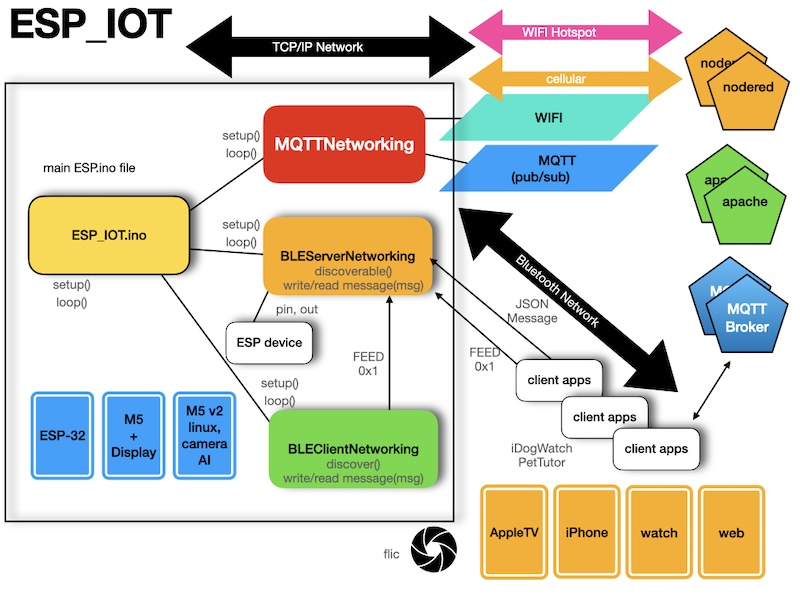 ESP_IOT
TCP/IP Network
WIFI Hotspot
cellular
noder
nodered
WIFI
MQTT
(pub/sub)
apa
apache
MQTT
Broker
main ESP.ino file
ESP_IOT.ino
setup()
loop()
setup()
loop()
MQTTNetworking
setup()
loop()
BLEServerNetworking
discoverable()
write/read message(msg)
pin, out
ESP device
Bluetooth Network
JSON
Message
FEED
0x1
FEED
0x1
client apps
client apps
client apps
iDogWatch
PetTutor
setup()
loop()
BLEClientNetworking
discover()
write/read message(msg)
ESP-32
M5
+
Display
M5 v2
linux,
camera
AI
flic
AppleTV
iPhone
watch
web